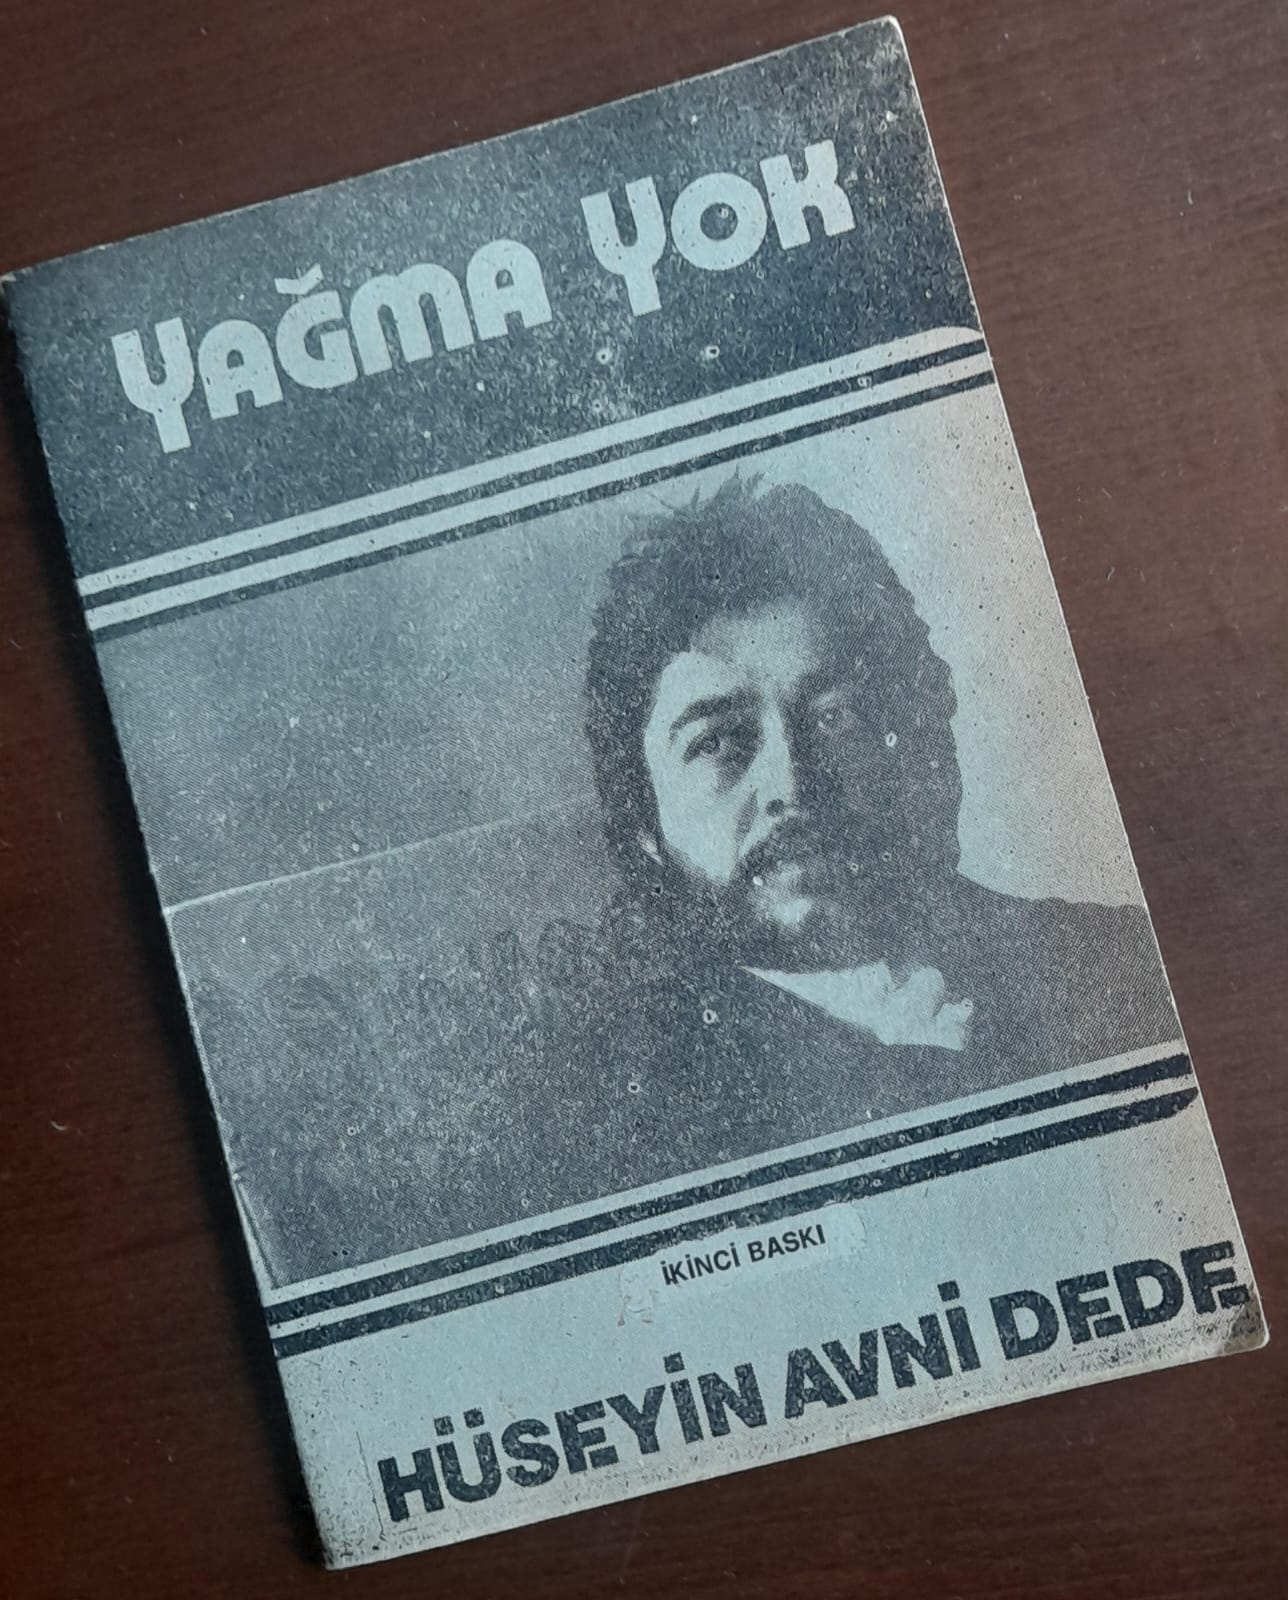 YAĞMA YOK
İKİNCİ BASKI
HÜSEYİN AVNİ DEDE